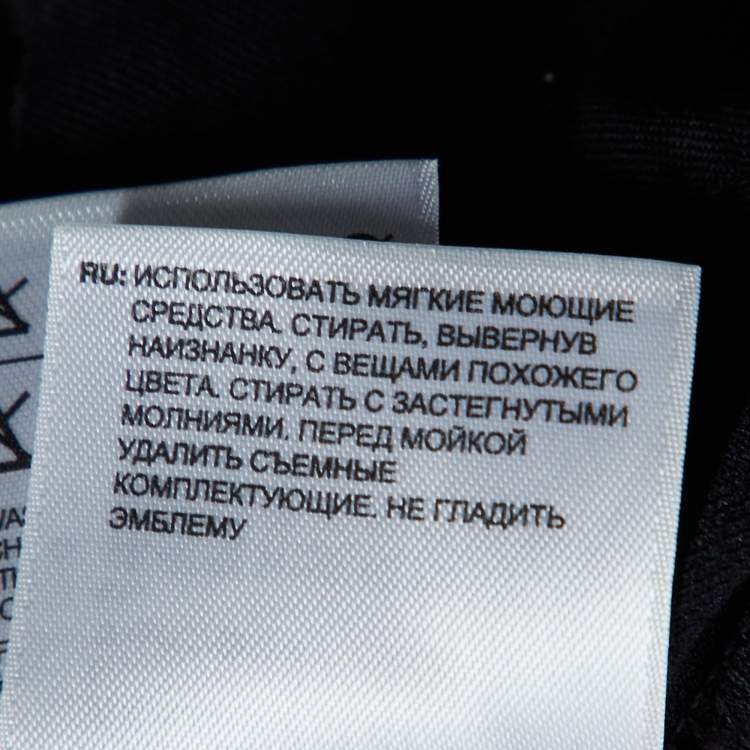 RU: ИСПОЛЬЗОВАТЬ МЯГКИЕ МОЮЩИЕ
СРЕДСТВА. СТИРАТЬ, ВЫВЕРНУВ
НАИЗНАНКУ, С ВЕЩАМИ ПОХОЖЕГО
ЦВЕТА. СТИРАТЬ С ЗАСТЕГНУТЫМИ
МОЛНИЯМИ. ПЕРЕД МОЙКОЙ
УДАЛИТЬ СЪЕМНЫЕ
КОМПЛЕКТУЮЩИЕ. НЕ ГЛАДИТЬ
ЭМБЛЕМУ